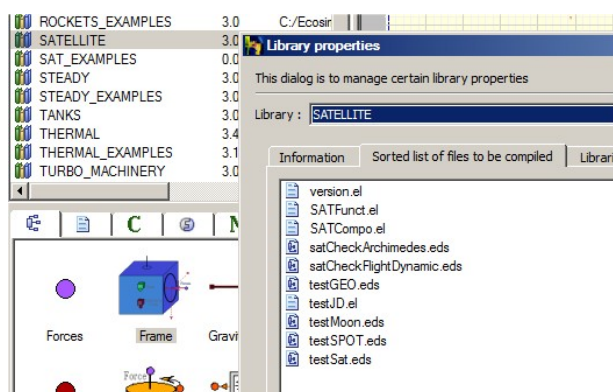 ROCKETS_EXAMPLES 3.0 C:/Ecosir
SATELLITE 3.0
SAT_EXAMPLES 0.0
STEADY 3.0
STEADY_EXAMPLES 3.0
TANKS 3.0
THERMAL 3.4
THERMAL_EXAMPLES 3.1
TURBO_MACHINERY 3.0
Library properties
This dialog is to manage certain library properties
Library : SATELLITE
Information Sorted list of files to be compiled Librari
version.el
SATFunct.el
SATCompo.el
satCheckArchimedes.eds
satCheckFlightDynamic.eds
testGEO.eds
testJD.el
testMoon.eds
testSPOT.eds
testSat.eds
C
Forces Frame Gravi
Force